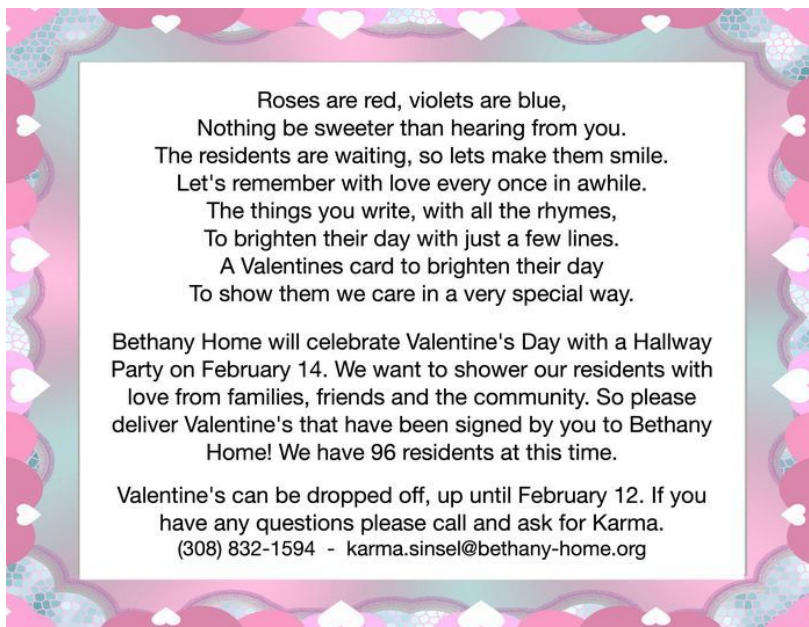 Roses are red, violets are blue,
Nothing be sweeter than hearing from you.
The residents are waiting, so lets make them smile.
Let's remember with love every once in awhile.
The things you write, with all the rhymes,
To brighten their day with just a few lines.
A Valentines card to brighten their day
To show them we care in a very special way.
Bethany Home will celebrate Valentine's Day with a Hallway
Party on February 14. We want to shower our residents with
love from families, friends and the community. So please
deliver Valentine's that have been signed by you to Bethany
Home! We have 96 residents at this time.
Valentine's can be dropped off, up until February 12. If you
have any questions please call and ask for Karma.
(308) 832-1594 - karma.sinsel@bethany-home.org